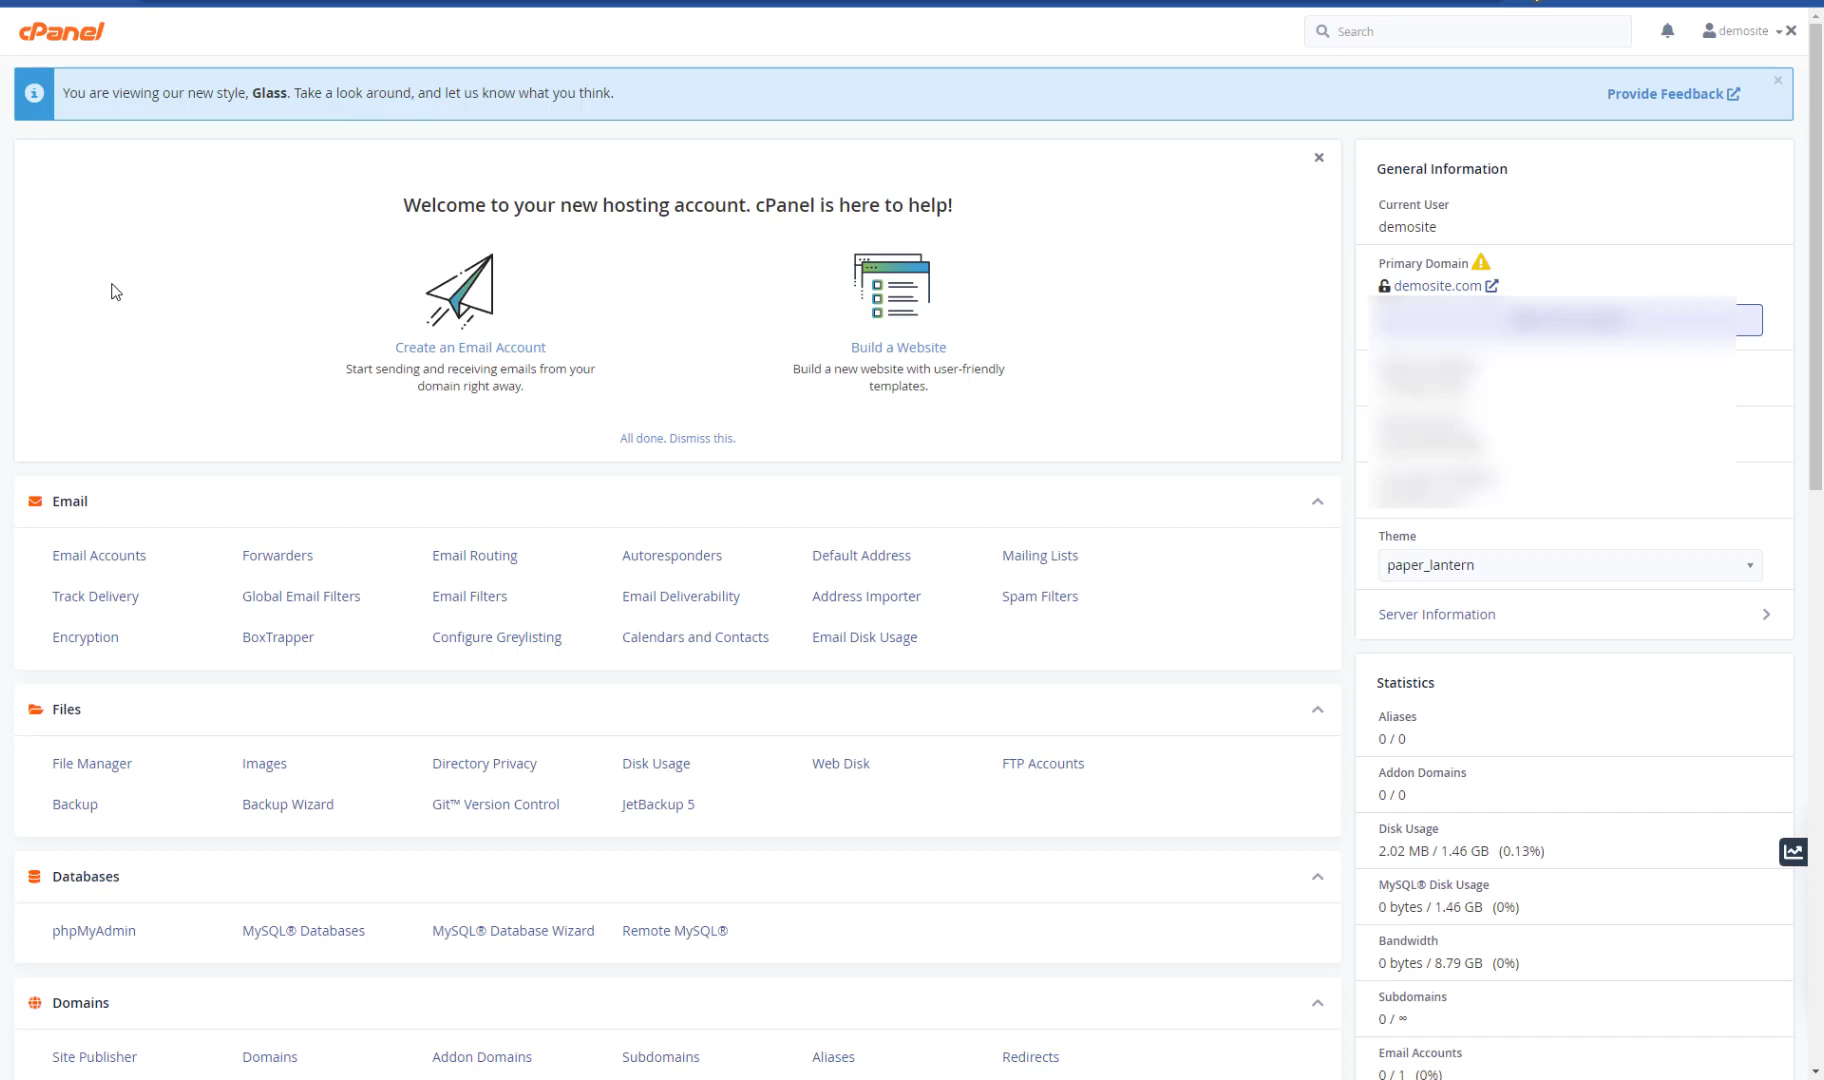 cPanel
Search
demosite
You are viewing our new style, Glass. Take a look around, and let us know what you think.
Provide Feedback
Welcome to your new hosting account. cPanel is here to help!
Create an Email Account
Start sending and receiving emails from your
domain right away.
Build a Website
Build a new website with user-friendly
templates.
All done. Dismiss this.
Email
Email Accounts
Forwarders
Email Routing
Autoresponders
Default Address
Mailing Lists
Track Delivery
Global Email Filters
Email Filters
Email Deliverability
Address Importer
Spam Filters
Encryption
BoxTrapper
Configure Greylisting
Calendars and Contacts
Email Disk Usage
Files
File Manager
Images
Directory Privacy
Disk Usage
Web Disk
FTP Accounts
Backup
Backup Wizard
Git™ Version Control
JetBackup 5
Databases
phpMyAdmin
MySQL® Databases
MySQL® Database Wizard
Remote MySQL®
Domains
Site Publisher
Domains
Addon Domains
Subdomains
Aliases
Redirects
General Information
Current User
demosite
Primary Domain
demosite.com
Theme
paper_lantern
Server Information
Statistics
Aliases
0 / 0
Addon Domains
0 / 0
Disk Usage
2.02 MB / 1.46 GB (0.13%)
MySQL® Disk Usage
0 bytes / 1.46 GB (0%)
Bandwidth
0 bytes / 8.79 GB (0%)
Subdomains
0 / ∞
Email Accounts
0 / 1 (0%)